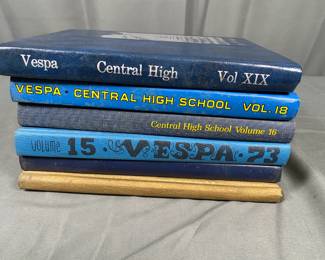 Vespa Central High Vol XIX
VESPA · CENTRAL HIGH SCHOOL VOL. 18
Central High School Volume 16
Volume 15 · VESPA · 73